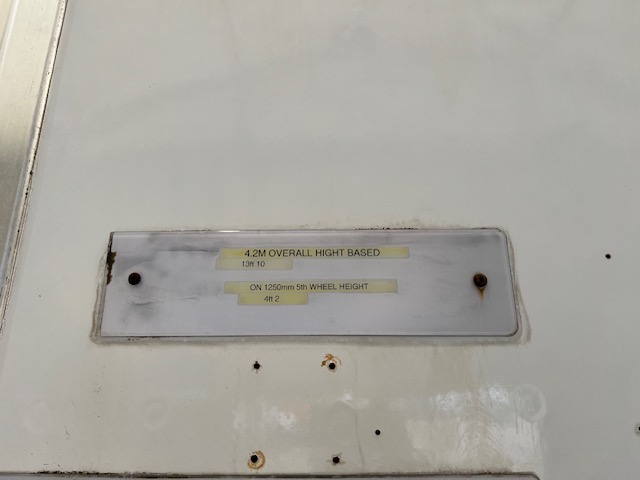 4.2M OVERALL HIGHT BASED
13ft 10
ON 1250mm 5th WHEEL HEIGHT
4ft 2